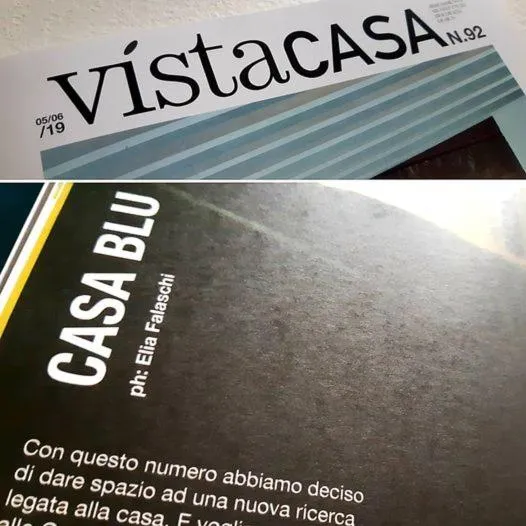 vistaCASA
N.92
05/06
/19
CASA BLU
ph: Elia Falaschi
Con questo numero abbiamo deciso
di dare spazio ad una nuova ricerca
legata alla casa. E